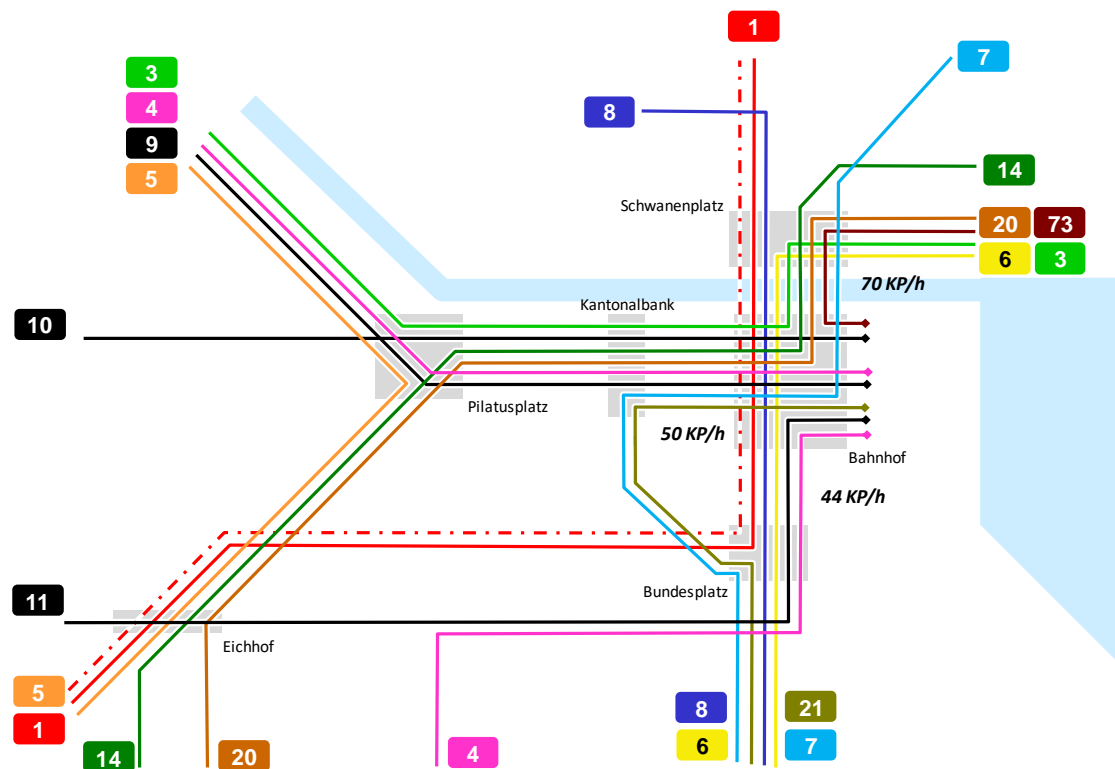 1
7
3
4
9
5
8
14
Schwanenplatz
20 73
6 3
70 KP/h
Kantonalbank
10
Pilatusplatz
50 KP/h
Bahnhof
44 KP/h
Bundesplatz
11
Eichhof
5
1
14
20
4
8 21
6 7